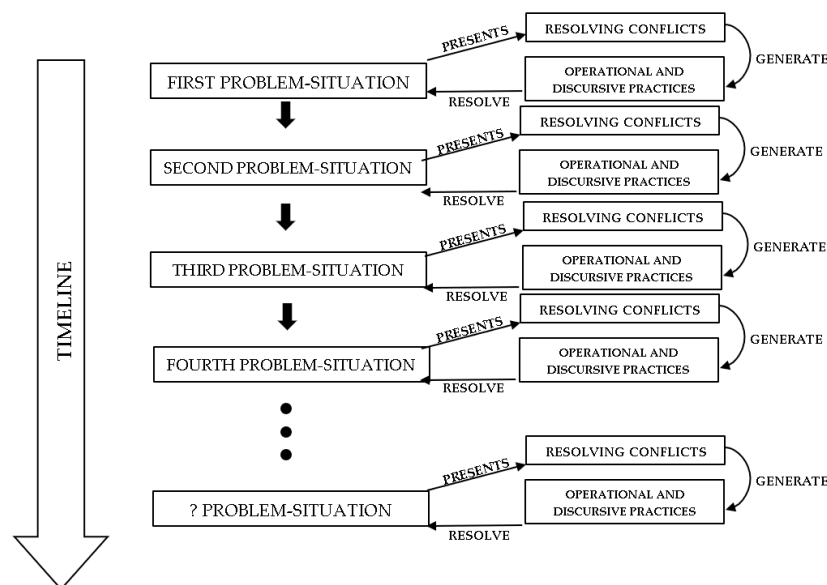 TIMELINE
PRESENTS
RESOLVING CONFLICTS
GENERATE
FIRST PROBLEM-SITUATION
OPERATIONAL AND
DISCURSIVE PRACTICES
RESOLVE
PRESENTS
RESOLVING CONFLICTS
GENERATE
SECOND PROBLEM-SITUATION
OPERATIONAL AND
DISCURSIVE PRACTICES
RESOLVE
PRESENTS
RESOLVING CONFLICTS
GENERATE
THIRD PROBLEM-SITUATION
OPERATIONAL AND
DISCURSIVE PRACTICES
RESOLVE
PRESENTS
RESOLVING CONFLICTS
GENERATE
FOURTH PROBLEM-SITUATION
OPERATIONAL AND
DISCURSIVE PRACTICES
RESOLVE
PRESENTS
RESOLVING CONFLICTS
GENERATE
? PROBLEM-SITUATION
OPERATIONAL AND
DISCURSIVE PRACTICES
RESOLVE